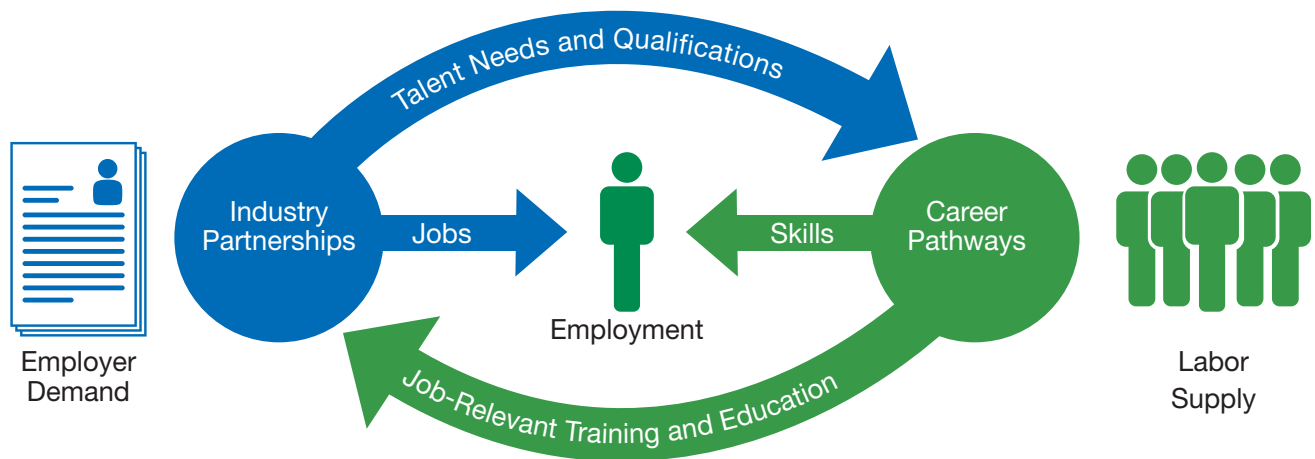 Talent Needs and Qualifications
Employer
Demand
Industry
Partnerships
Jobs
Employment
Skills
Career
Pathways
Labor
Supply
Job-Relevant Training and Education